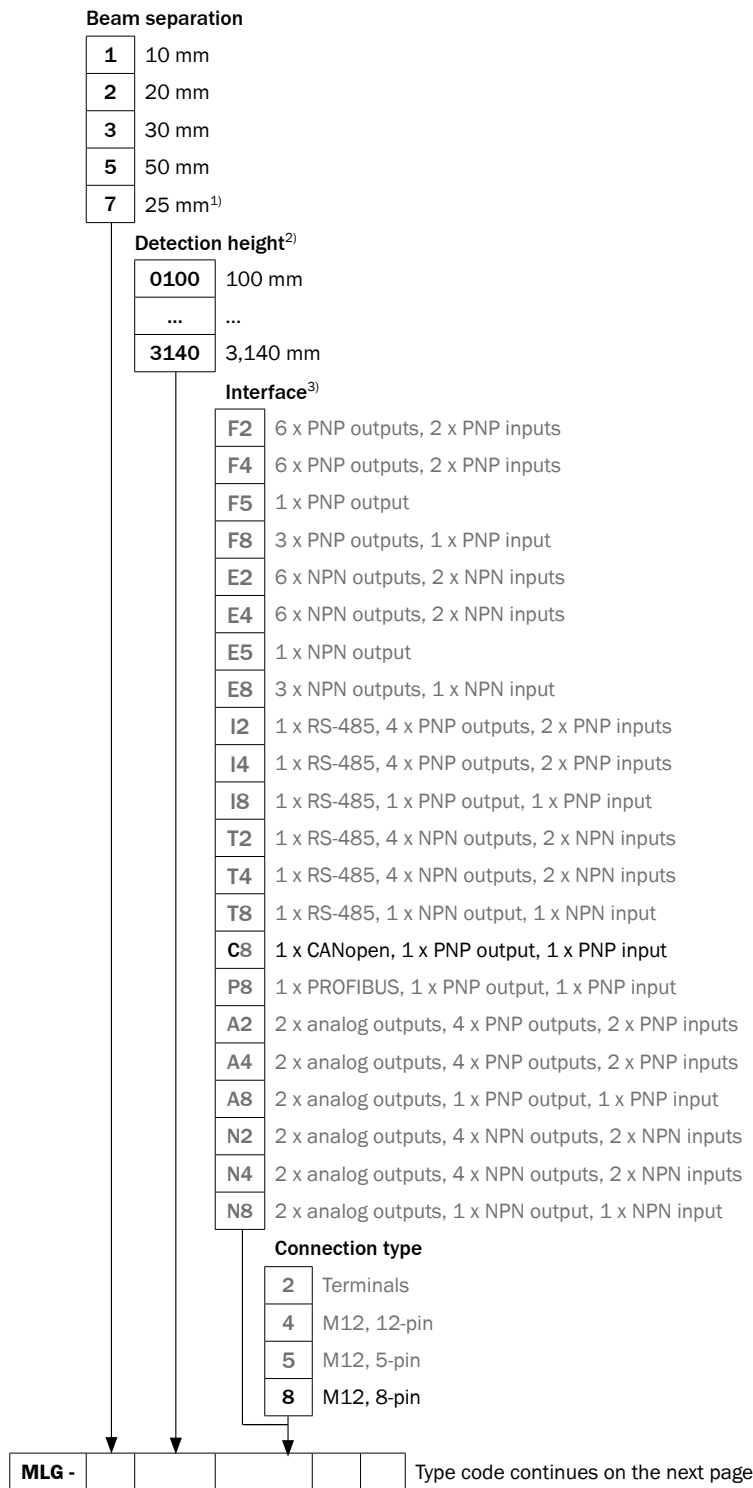 Beam separation
1 10 mm
2 20 mm
3 30 mm
5 50 mm
7 25 mm1)
Detection height2)
0100 100 mm
... ...
3140 3,140 mm
Interface3)
F2 6 x PNP outputs, 2 x PNP inputs
F4 6 x PNP outputs, 2 x PNP inputs
F5 1 x PNP output
F8 3 x PNP outputs, 1 x PNP input
E2 6 x NPN outputs, 2 x NPN inputs
E4 6 x NPN outputs, 2 x NPN inputs
E5 1 x NPN output
E8 3 x NPN outputs, 1 x NPN input
I2 1 x RS-485, 4 x PNP outputs, 2 x PNP inputs
I4 1 x RS-485, 4 x PNP outputs, 2 x PNP inputs
I8 1 x RS-485, 1 x PNP output, 1 x PNP input
T2 1 x RS-485, 4 x NPN outputs, 2 x NPN inputs
T4 1 x RS-485, 4 x NPN outputs, 2 x NPN inputs
T8 1 x RS-485, 1 x NPN output, 1 x NPN input
C8 1 x CANopen, 1 x PNP output, 1 x PNP input
P8 1 x PROFIBUS, 1 x PNP output, 1 x PNP input
A2 2 x analog outputs, 4 x PNP outputs, 2 x PNP inputs
A4 2 x analog outputs, 4 x PNP outputs, 2 x PNP inputs
A8 2 x analog outputs, 1 x PNP output, 1 x PNP input
N2 2 x analog outputs, 4 x NPN outputs, 2 x NPN inputs
N4 2 x analog outputs, 4 x NPN outputs, 2 x NPN inputs
N8 2 x analog outputs, 1 x NPN output, 1 x NPN input
Connection type
2 Terminals
4 M12, 12-pin
5 M12, 5-pin
8 M12, 8-pin
MLG - Type code continues on the next page